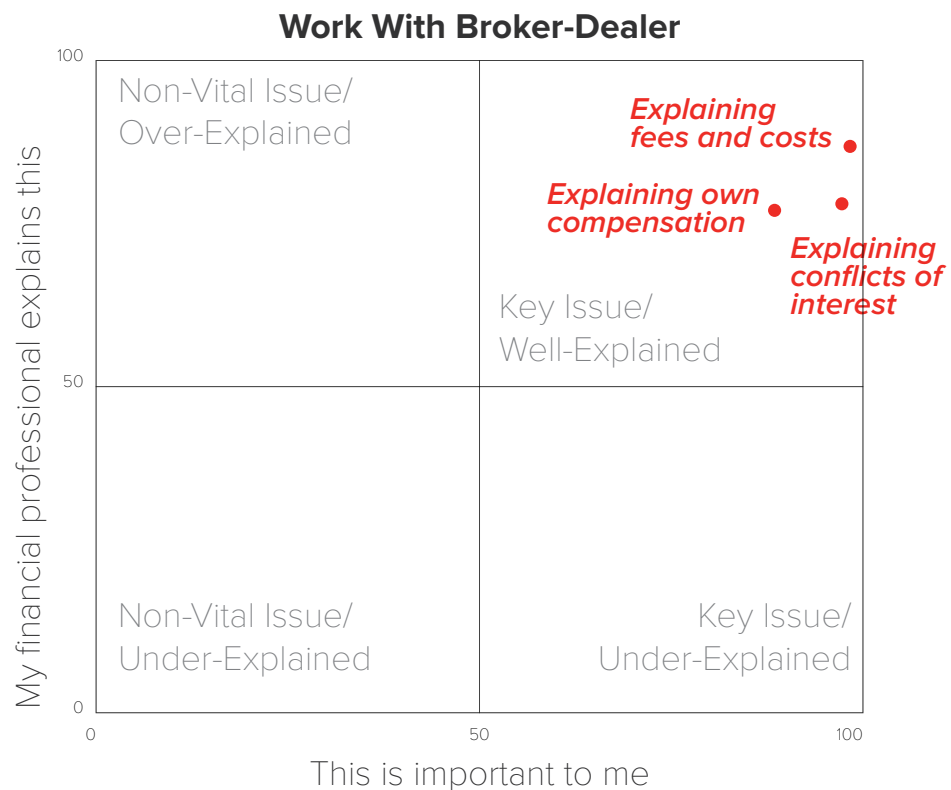 Work With Broker-Dealer
100
Non-Vital Issue/
Over-Explained
Explaining
fees and costs
Explaining own
compensation
Explaining
conflicts of
interest
Key Issue/
Well-Explained
My financial professional explains this
50
Non-Vital Issue/
Under-Explained
Key Issue/
Under-Explained
0
0
50
100
This is important to me